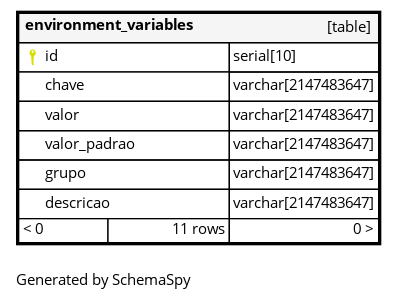 environment_variables [table]
id serial[10]
chave varchar[2147483647]
valor varchar[2147483647]
valor_padrao varchar[2147483647]
grupo varchar[2147483647]
descricao varchar[2147483647]
< 0 11 rows 0 >
Generated by SchemaSpy